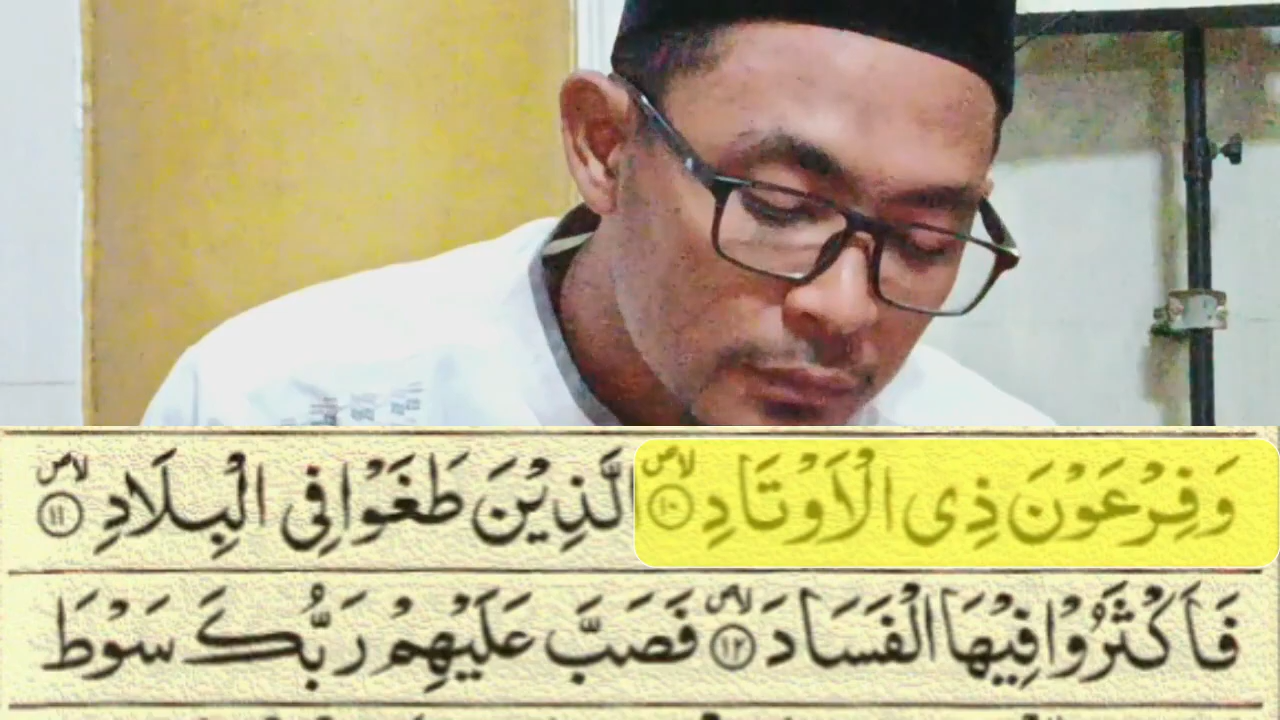 وَفِرْعَوْنَ ذِى الْاَوْتَادِ ۙ‏ ﴿۱۰﴾ الَّذِيْنَ طَغَوْا فِى الْبِلَادِ ۙ‏ ﴿۱۱﴾
فَاَكْثَرُوْا فِيْهَا الْفَسَادَ ۙ‏ ﴿۱۲﴾ فَصَبَّ عَلَيْهِمْ رَبُّكَ سَوْطَ